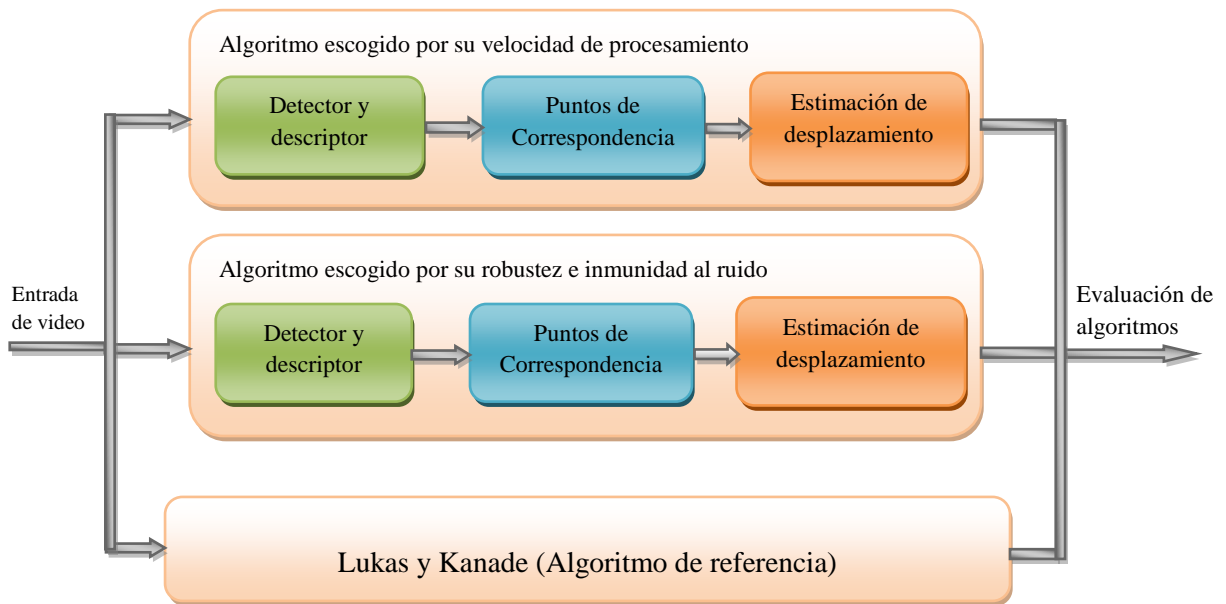 Algoritmo escogido por su velocidad de procesamiento
Detector y
descriptor
Puntos de
Correspondencia
Estimación de
desplazamiento
Algoritmo escogido por su robustez e inmunidad al ruido
Entrada
de video
Detector y
descriptor
Puntos de
Correspondencia
Estimación de
desplazamiento
Evaluación de
algoritmos
Lukas y Kanade (Algoritmo de referencia)